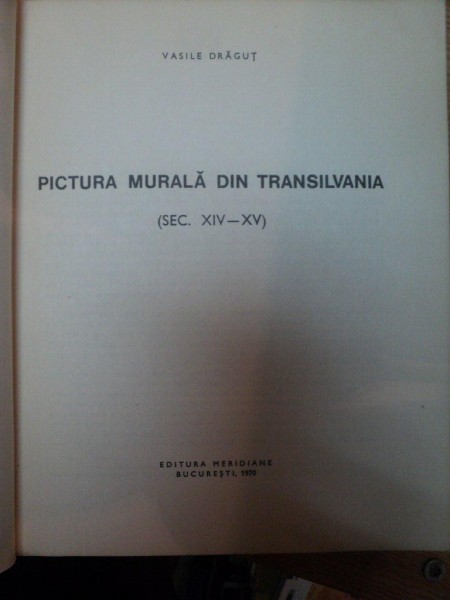 VASILE DRĂGUȚ
PICTURA MURALĂ DIN TRANSILVANIA
(SEC. XIV—XV)
EDITURA MERIDIANE
BUCUREȘTI, 1970